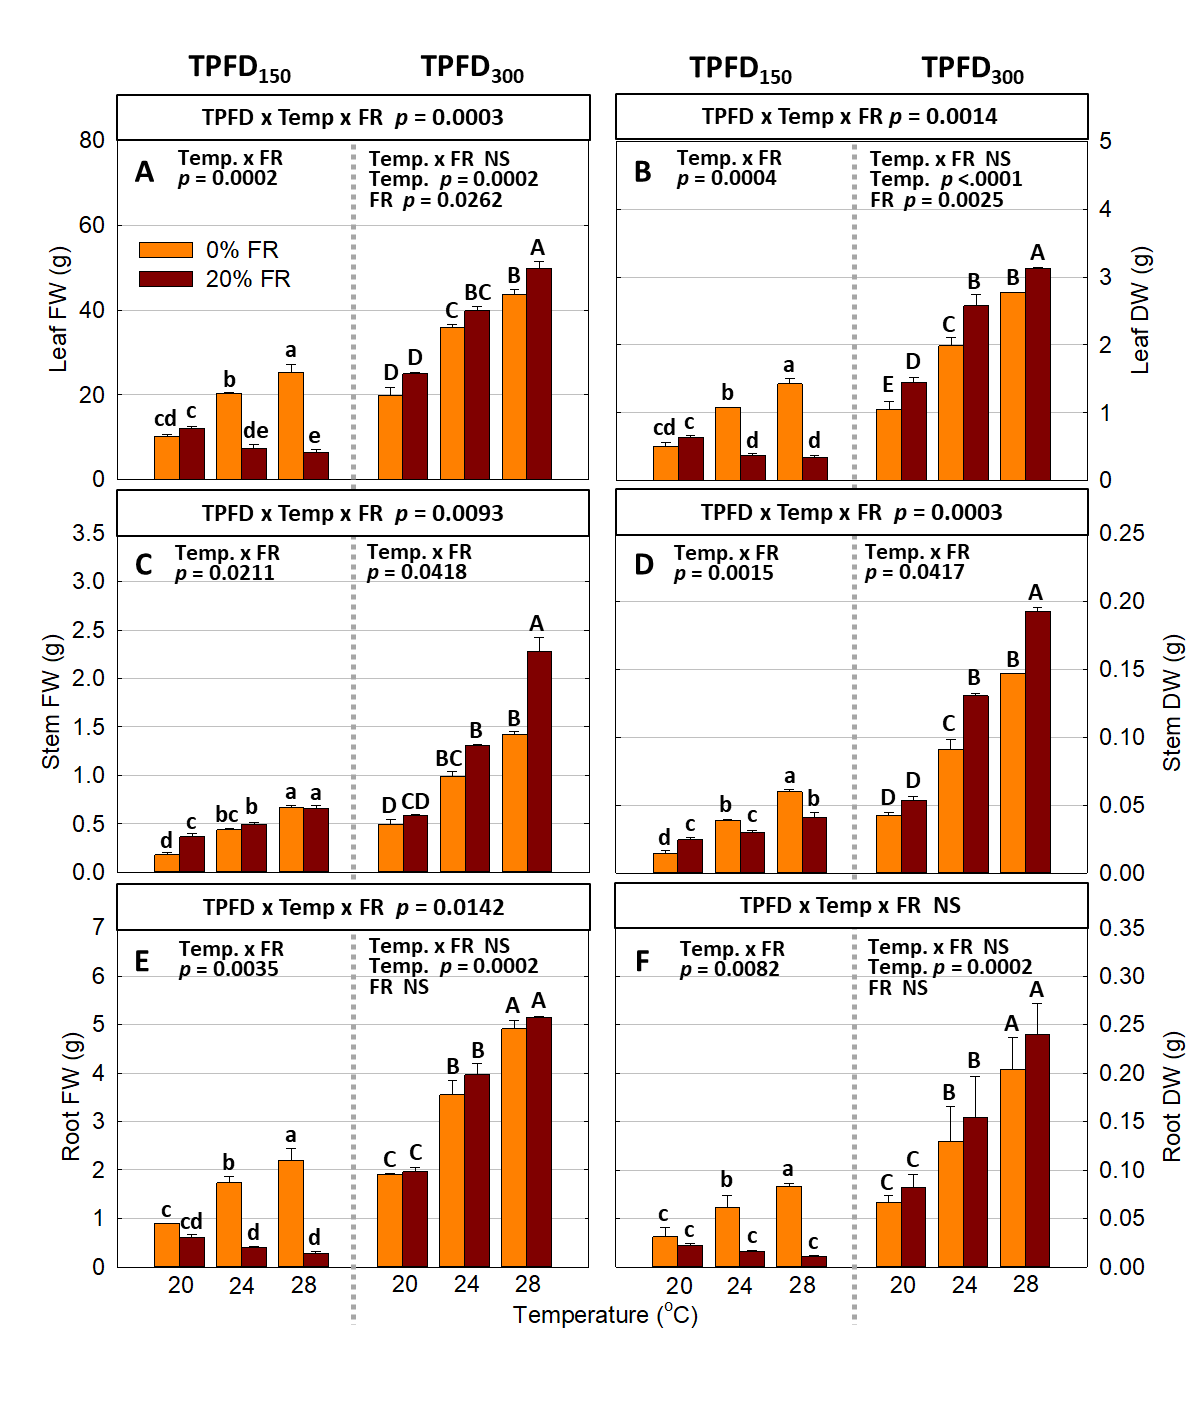 TPFD150 TPFD300 TPFD150 TPFD300
TPFD x Temp x FR p = 0.0003
TPFD x Temp x FR p = 0.0014
A
Temp. x FR
p = 0.0002
Temp. x FR NS
Temp. p = 0.0002
FR p = 0.0262
0% FR
20% FR
80
60
40
20
0
Leaf FW (g)
cd c b de a e D D C BC B A
B
Temp. x FR
p = 0.0004
Temp. x FR NS
Temp. p <.0001
FR p = 0.0025
5
4
3
2
1
0
Leaf DW (g)
cd c b d a d E D C B B A
TPFD x Temp x FR p = 0.0093
TPFD x Temp x FR p = 0.0003
C
Temp. x FR
p = 0.0211
Temp. x FR
p = 0.0418
3.5
3.0
2.5
2.0
1.5
1.0
0.5
0.0
Stem FW (g)
d c bc b a a D CD BC B B A
D
Temp. x FR
p = 0.0015
Temp. x FR
p = 0.0417
0.25
0.20
0.15
0.10
0.05
0.00
Stem DW (g)
d c b c a b D D C B B A
TPFD x Temp x FR p = 0.0142
TPFD x Temp x FR NS
E
Temp. x FR
p = 0.0035
Temp. x FR NS
Temp. p = 0.0002
FR NS
7
6
5
4
3
2
1
0
Root FW (g)
c cd b d a d C C B B A A
F
Temp. x FR
p = 0.0082
Temp. x FR NS
Temp. p = 0.0002
FR NS
0.35
0.30
0.25
0.20
0.15
0.10
0.05
0.00
Root DW (g)
c c b c a c C C B B A A
20 24 28 20 24 28 20 24 28 20 24 28
Temperature (oC)